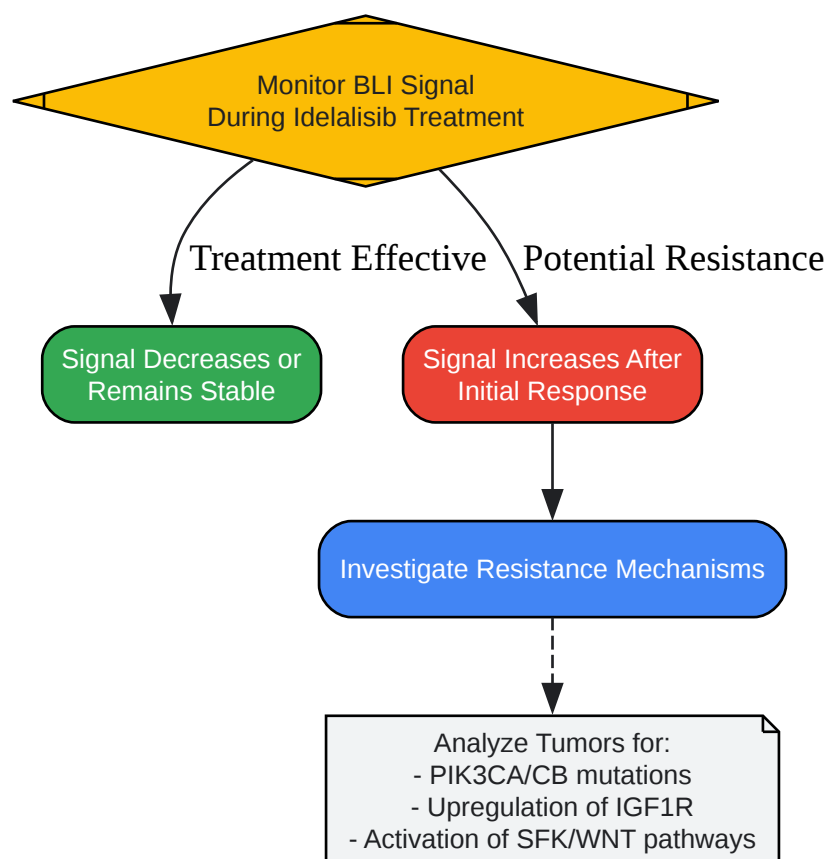 Monitor BLI Signal
During Idelalisib Treatment
Treatment Effective
Potential Resistance
Signal Decreases or
Remains Stable
Signal Increases After
Initial Response
Investigate Resistance Mechanisms
Analyze Tumors for:
- PIK3CA/CB mutations
- Upregulation of IGF1R
- Activation of SFK/WNT pathways